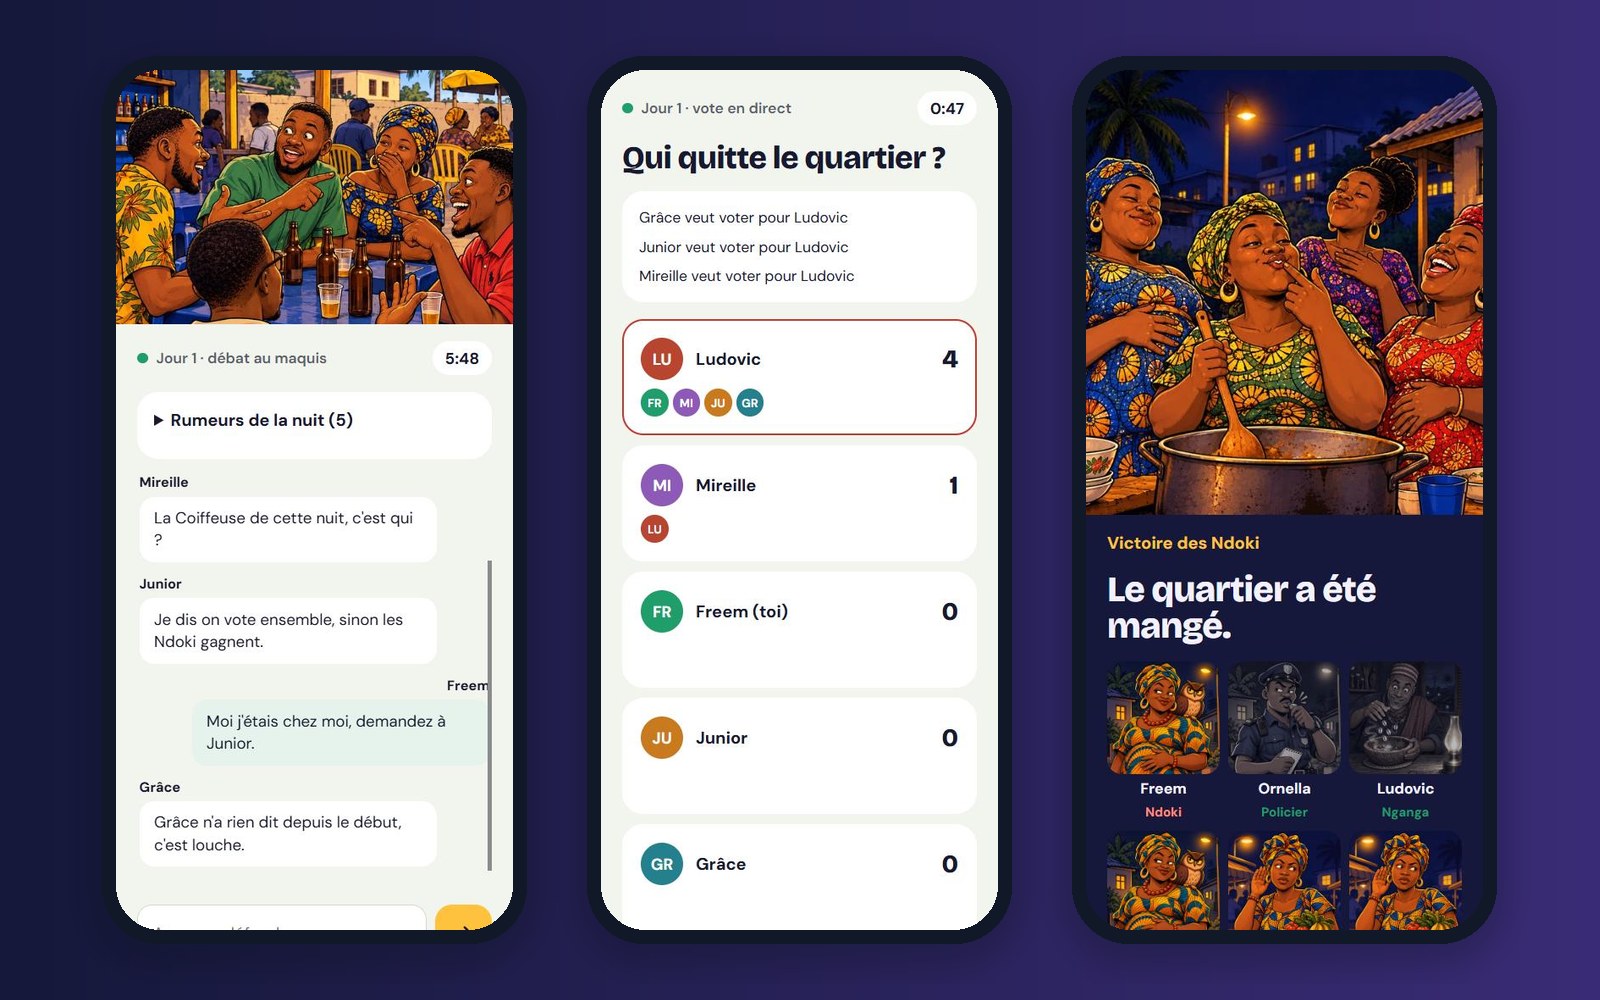 Jour 1 · débat au maquis
5:48
▶ Rumeurs de la nuit (5)
Mireille
La Coiffeuse de cette nuit, c'est qui
?
Junior
Je dis on vote ensemble, sinon les
Ndoki gagnent.
Freem
Moi j'étais chez moi, demandez à
Junior.
Grâce
Grâce n'a rien dit depuis le début,
c'est louche.
Jour 1 · vote en direct
0:47
Qui quitte le quartier ?
Grâce veut voter pour Ludovic
Junior veut voter pour Ludovic
Mireille veut voter pour Ludovic
LU Ludovic 4
FR MI JU GR
MI Mireille 1
LU
FR Freem (toi) 0
JU Junior 0
GR Grâce 0
Victoire des Ndoki
Le quartier a été
mangé.
Freem Ornella Ludovic
Ndoki Policier Nganga